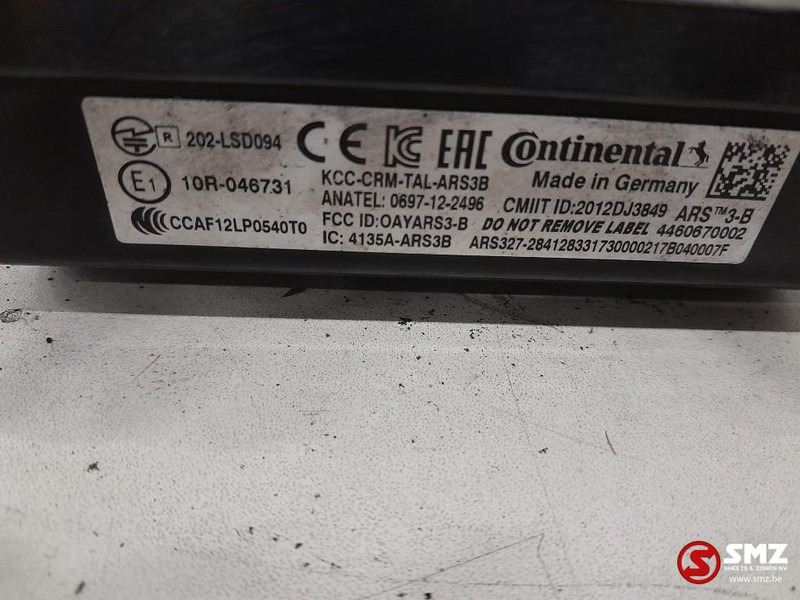 R 202-LSD094 CE EAC Continental
E1 10R-046731 KCC-CRM-TAL-ARS3B Made in Germany
ANATEL: 0697-12-2496 CMIIT ID:2012DJ3849 ARS™3-B
CCAF12LP0540T0 FCC ID:OAYARS3-B DO NOT REMOVE LABEL 4460670002
IC: 4135A-ARS3B ARS327-2841283317300000217B040007F
SMZ
SMEETS & ZONEN NV
www.smz.be